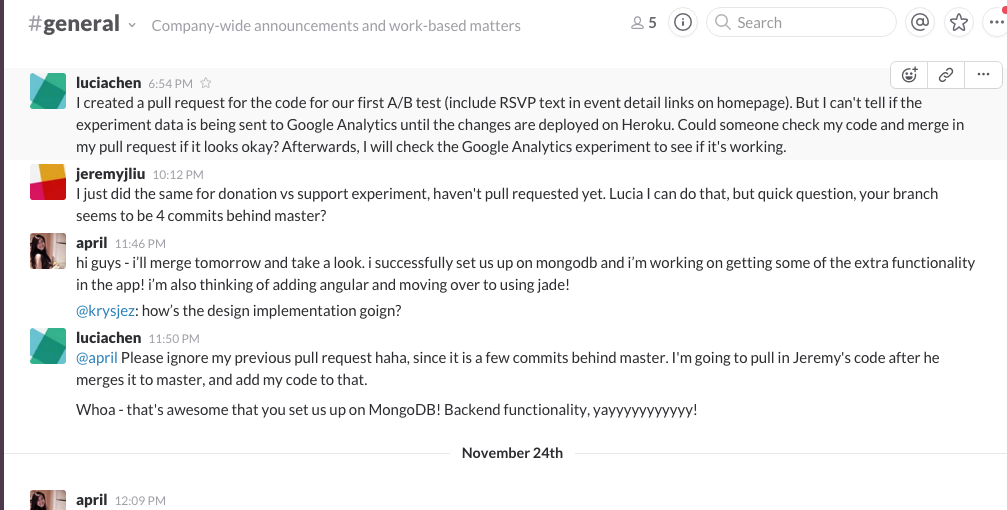 #general Company-wide announcements and work-based matters 5 Search
luciachen 6:54 PM
I created a pull request for the code for our first A/B test (include RSVP text in event detail links on homepage). But I can't tell if the
experiment data is being sent to Google Analytics until the changes are deployed on Heroku. Could someone check my code and merge in
my pull request if it looks okay? Afterwards, I will check the Google Analytics experiment to see if it's working.
jeremyjliu 10:12 PM
I just did the same for donation vs support experiment, haven't pull requested yet. Lucia I can do that, but quick question, your branch
seems to be 4 commits behind master?
april 11:46 PM
hi guys - i’ll merge tomorrow and take a look. i successfully set us up on mongodb and i’m working on getting some of the extra functionality
in the app! i’m also thinking of adding angular and moving over to using jade!
@krysjez: how’s the design implementation goign?
luciachen 11:50 PM
@april Please ignore my previous pull request haha, since it is a few commits behind master. I'm going to pull in Jeremy's code after he
merges it to master, and add my code to that.
Whoa - that's awesome that you set us up on MongoDB! Backend functionality, yayyyyyyyyyyy!
November 24th
april 12:09 PM